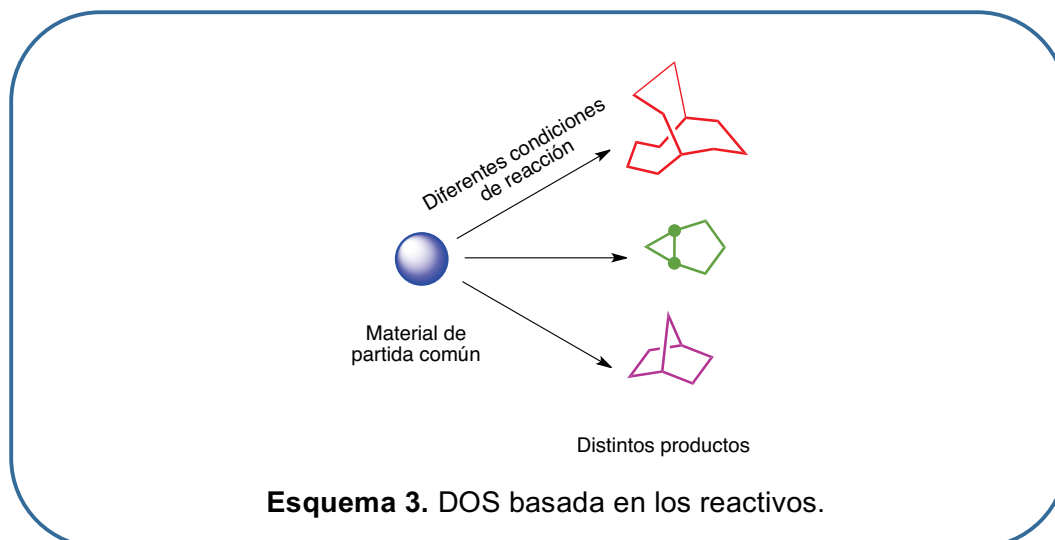 Diferentes condiciones
de reacción
Material de
partida común
Distintos productos
Esquema 3. DOS basada en los reactivos.